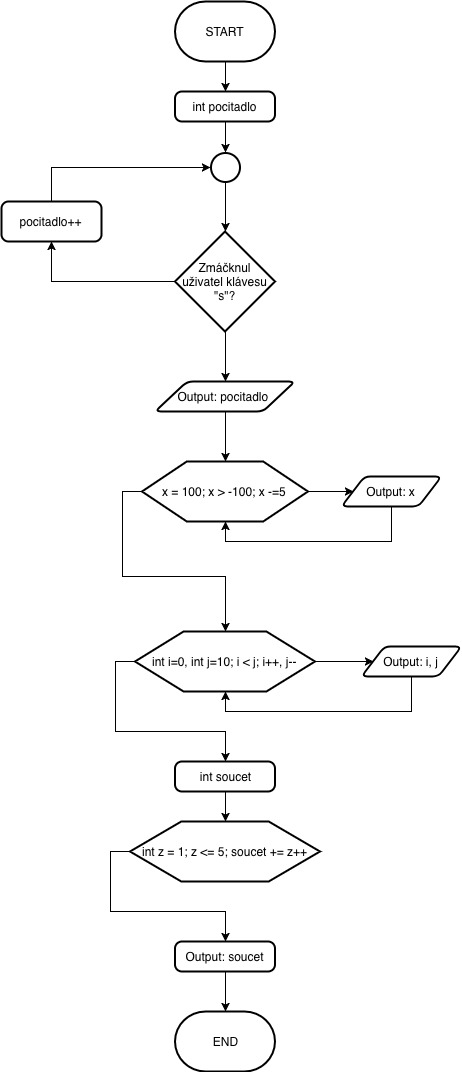 START
int pocitadlo
pocitadlo++
Zmáčknul
uživatel klávesu
"s"?
Output: pocitadlo
x = 100; x > -100; x -=5
Output: x
int i=0, int j=10; i < j; i++, j--
Output: i, j
int soucet
int z = 1; z <= 5; soucet += z++
Output: soucet
END